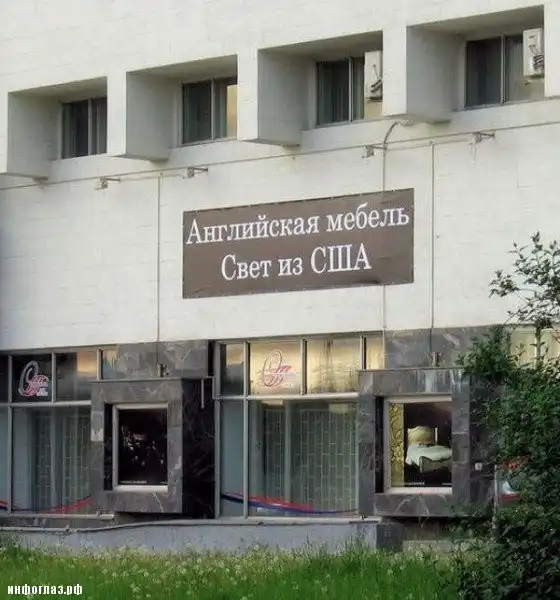 Английская мебель
Свет из США
инфоглаз.рф